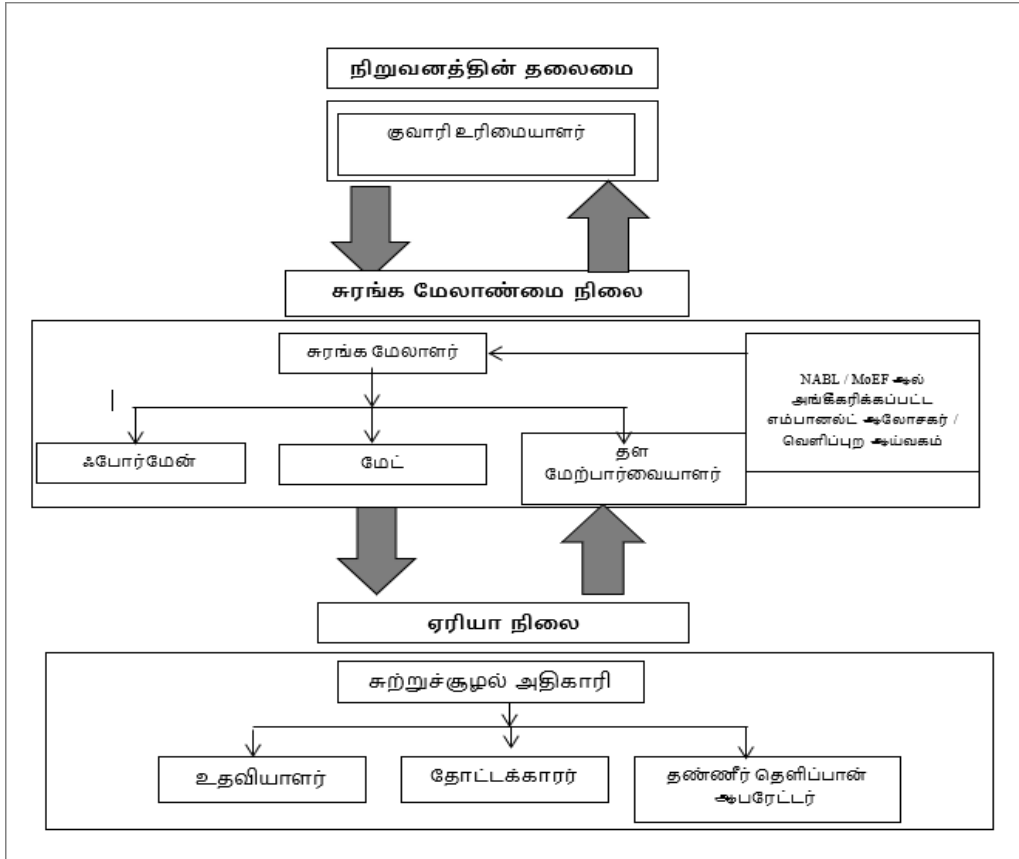 நிறுவனத்தின் தலைமை
குவாரி உரிமையாளர்
சுரங்க மேலாண்மை நிலை
சுரங்க மேலாளர்
NABL / MoEF ஆல்
அங்கீகரிக்கப்பட்ட
எம்பானல்ட் ஆலோசகர் /
வெளிப்புற ஆய்வகம்
ஃபோர்மேன்
மேட்
தள
மேற்பார்வையாளர்
ஏரியா நிலை
சுற்றுச்சூழல் அதிகாரி
உதவியாளர்
தோட்டக்காரர்
தண்ணீர் தெளிப்பான்
ஆபரேட்டர்